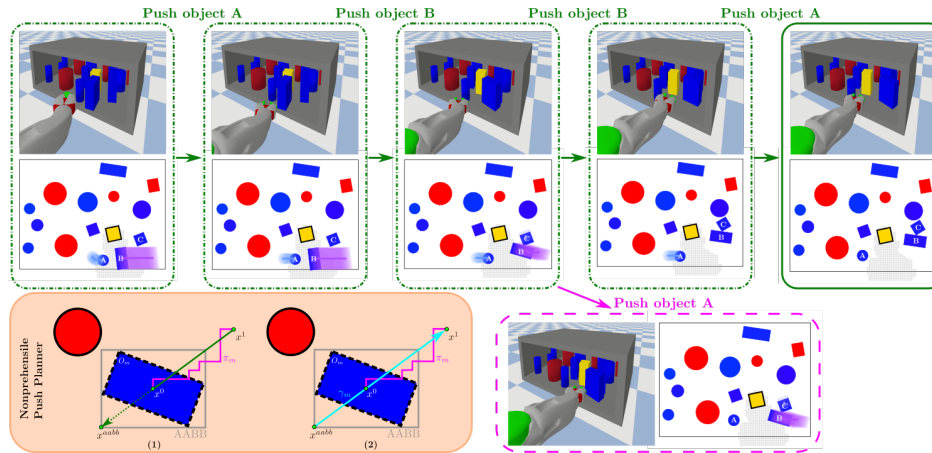 Push object A
Push object B
Push object B
Push object A
A B C
A B C
A B C
A B C
A B C
Push object A
Nonprehensile
Push Planner
O_m x^1 π_m x^0 x^{aabb} AABB
(1)
O_m x^1 π_m γ_m x^0 x^{aabb} AABB
(2)
A B C